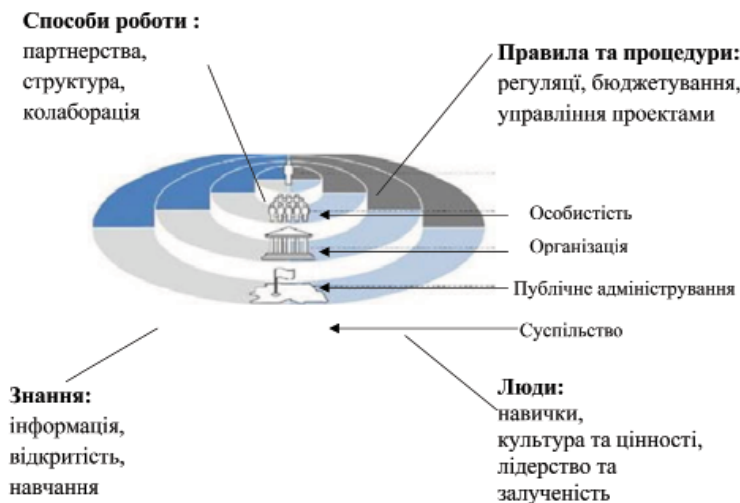 Способи роботи :
партнерства,
структура,
колаборація
Правила та процедури:
регуляції, бюджетування,
управління проектами
Особистість
Організація
Публічне адміністрування
Суспільство
Знання:
інформація,
відкритість,
навчання
Люди:
навички,
культура та цінності,
лідерство та
залученість